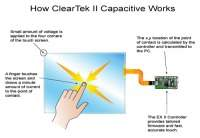 How ClearTek II Capacitive Works
Small amount of voltage
is applied to the four corners
of the touch screen.
The x,y location of the point
of contact is calculated by the
controller and transmitted to
the PC.
A finger touches
the screen and
draws a minute
amount of current
to the point of
contact.
The EX II Controller
provides tailored
firmware and fast,
accurate touch.